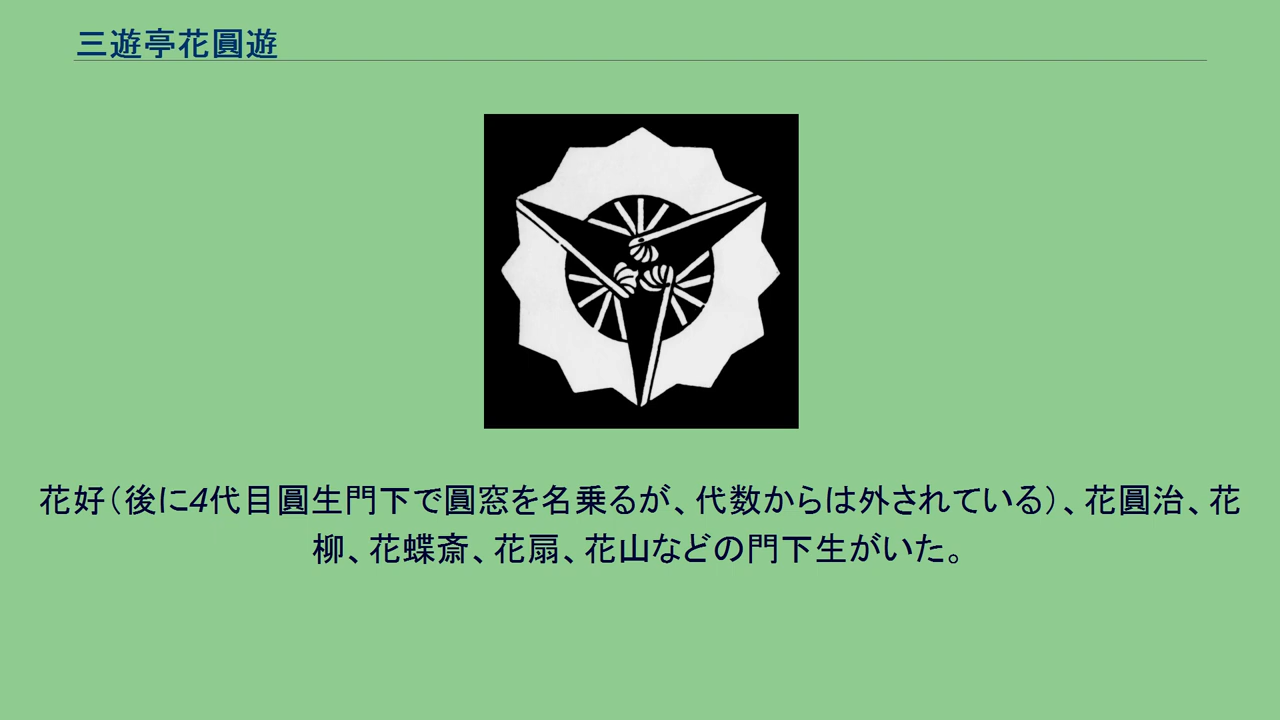 三遊亭花圓遊
花好（後に4代目圓生門下で圓窓を名乗るが、代数からは外されている）、花圓治、花
柳、花蝶斎、花扇、花山などの門下生がいた。